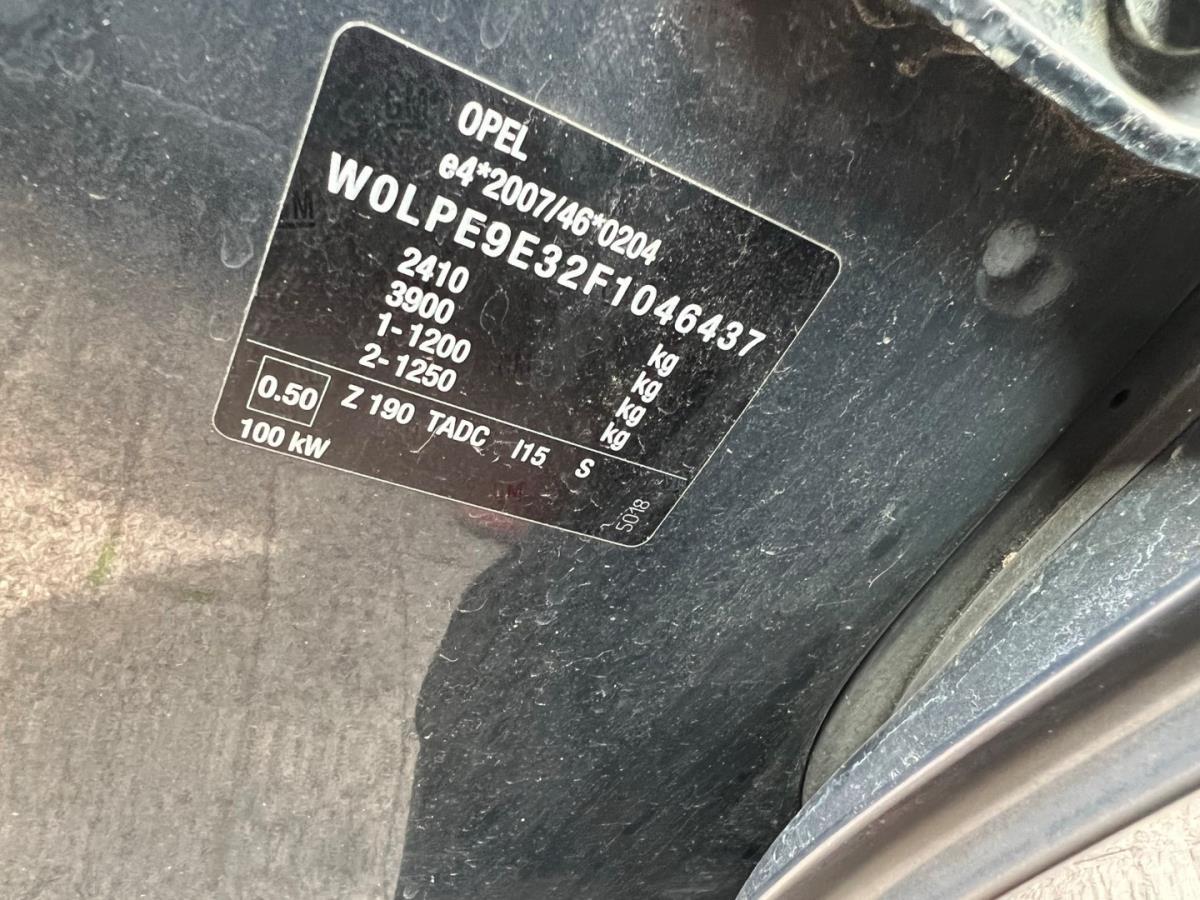 OPEL
e4*2007/46*0204
W0LPE9E32F1046437
2410 kg
3900 kg
1-1200 kg
2-1250 kg
0.50 Z 190 TADC I15 S
100 kW
5018